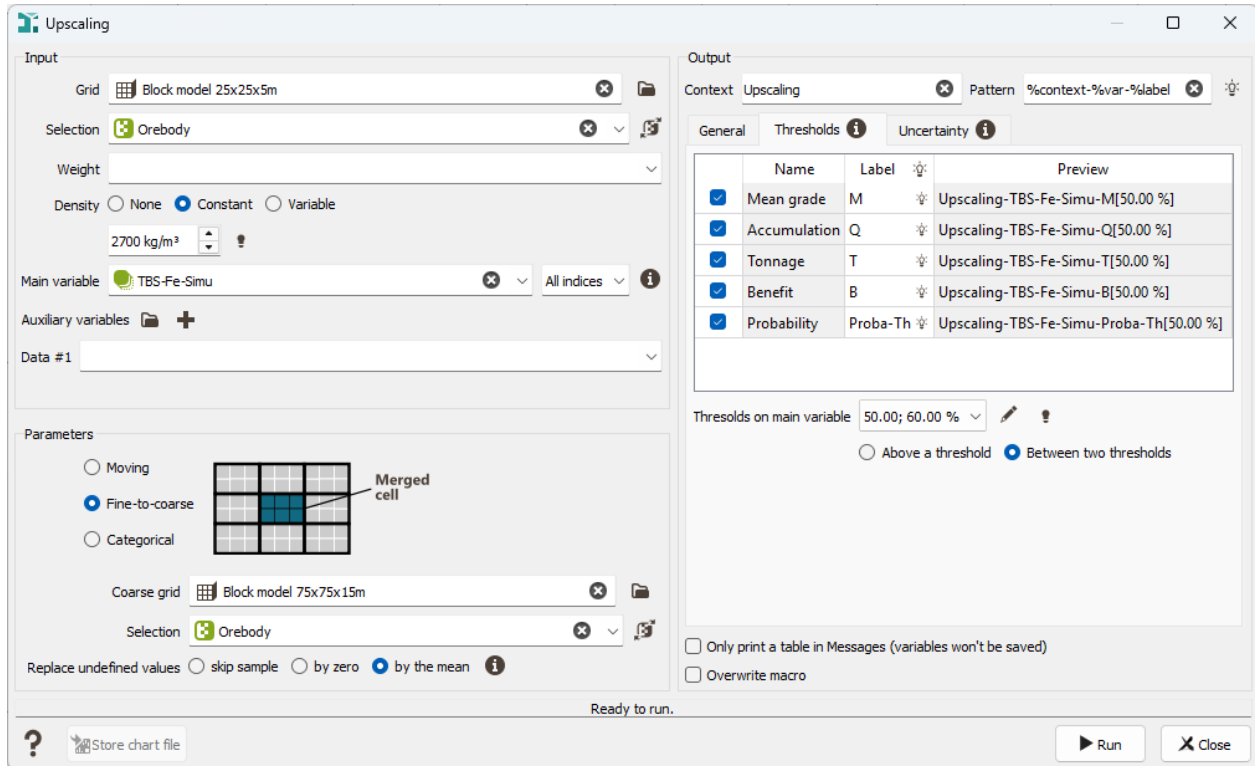 Upscaling
Input
Grid Block model 25x25x5m
Selection Orebody
Weight
Density None Constant Variable
2700 kg/m³
Main variable TBS-Fe-Simu All indices
Auxiliary variables
Data #1
Parameters
Moving
Fine-to-coarse
Categorical
Merged
cell
Coarse grid Block model 75x75x15m
Selection Orebody
Replace undefined values skip sample by zero by the mean
Output
Context Upscaling Pattern %context-%var-%label
General Thresholds Uncertainty
Name Label Preview
Mean grade M Upscaling-TBS-Fe-Simu-M[50.00 %]
Accumulation Q Upscaling-TBS-Fe-Simu-Q[50.00 %]
Tonnage T Upscaling-TBS-Fe-Simu-T[50.00 %]
Benefit B Upscaling-TBS-Fe-Simu-B[50.00 %]
Probability Proba-Th Upscaling-TBS-Fe-Simu-Proba-Th[50.00 %]
Thresolds on main variable 50.00; 60.00 %
Above a threshold Between two thresholds
Only print a table in Messages (variables won't be saved)
Overwrite macro
Ready to run.
? Store chart file Run Close